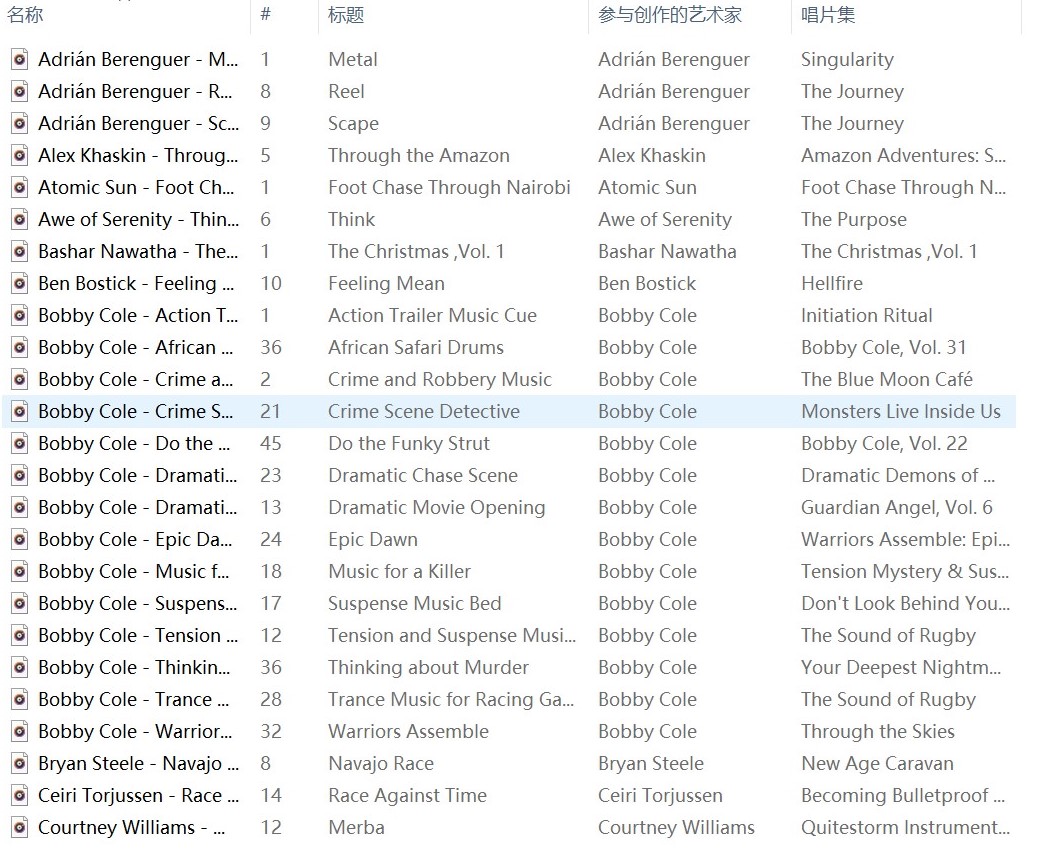 名称 # 标题 参与创作的艺术家 唱片集
Adrián Berenguer - M... 1 Metal Adrián Berenguer Singularity
Adrián Berenguer - R... 8 Reel Adrián Berenguer The Journey
Adrián Berenguer - Sc... 9 Scape Adrián Berenguer The Journey
Alex Khaskin - Throug... 5 Through the Amazon Alex Khaskin Amazon Adventures: S...
Atomic Sun - Foot Ch... 1 Foot Chase Through Nairobi Atomic Sun Foot Chase Through N...
Awe of Serenity - Thin... 6 Think Awe of Serenity The Purpose
Bashar Nawatha - The... 1 The Christmas ,Vol. 1 Bashar Nawatha The Christmas ,Vol. 1
Ben Bostick - Feeling ... 10 Feeling Mean Ben Bostick Hellfire
Bobby Cole - Action T... 1 Action Trailer Music Cue Bobby Cole Initiation Ritual
Bobby Cole - African ... 36 African Safari Drums Bobby Cole Bobby Cole, Vol. 31
Bobby Cole - Crime a... 2 Crime and Robbery Music Bobby Cole The Blue Moon Café
Bobby Cole - Crime S... 21 Crime Scene Detective Bobby Cole Monsters Live Inside Us
Bobby Cole - Do the ... 45 Do the Funky Strut Bobby Cole Bobby Cole, Vol. 22
Bobby Cole - Dramati... 23 Dramatic Chase Scene Bobby Cole Dramatic Demons of ...
Bobby Cole - Dramati... 13 Dramatic Movie Opening Bobby Cole Guardian Angel, Vol. 6
Bobby Cole - Epic Da... 24 Epic Dawn Bobby Cole Warriors Assemble: Epi...
Bobby Cole - Music f... 18 Music for a Killer Bobby Cole Tension Mystery & Sus...
Bobby Cole - Suspens... 17 Suspense Music Bed Bobby Cole Don't Look Behind You...
Bobby Cole - Tension ... 12 Tension and Suspense Musi... Bobby Cole The Sound of Rugby
Bobby Cole - Thinkin... 36 Thinking about Murder Bobby Cole Your Deepest Nightm...
Bobby Cole - Trance ... 28 Trance Music for Racing Ga... Bobby Cole The Sound of Rugby
Bobby Cole - Warrior... 32 Warriors Assemble Bobby Cole Through the Skies
Bryan Steele - Navajo ... 8 Navajo Race Bryan Steele New Age Caravan
Ceiri Torjussen - Race ... 14 Race Against Time Ceiri Torjussen Becoming Bulletproof ...
Courtney Williams - ... 12 Merba Courtney Williams Quitestorm Instrument...